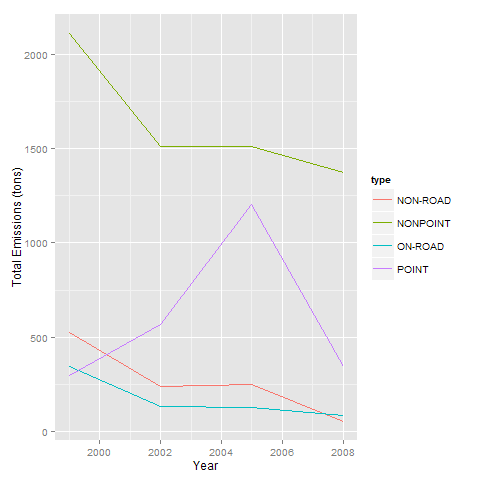 Total Emissions (tons)
2000
1500
1000
500
0
2000
2002
2004
2006
2008
Year
type
NON-ROAD
NONPOINT
ON-ROAD
POINT